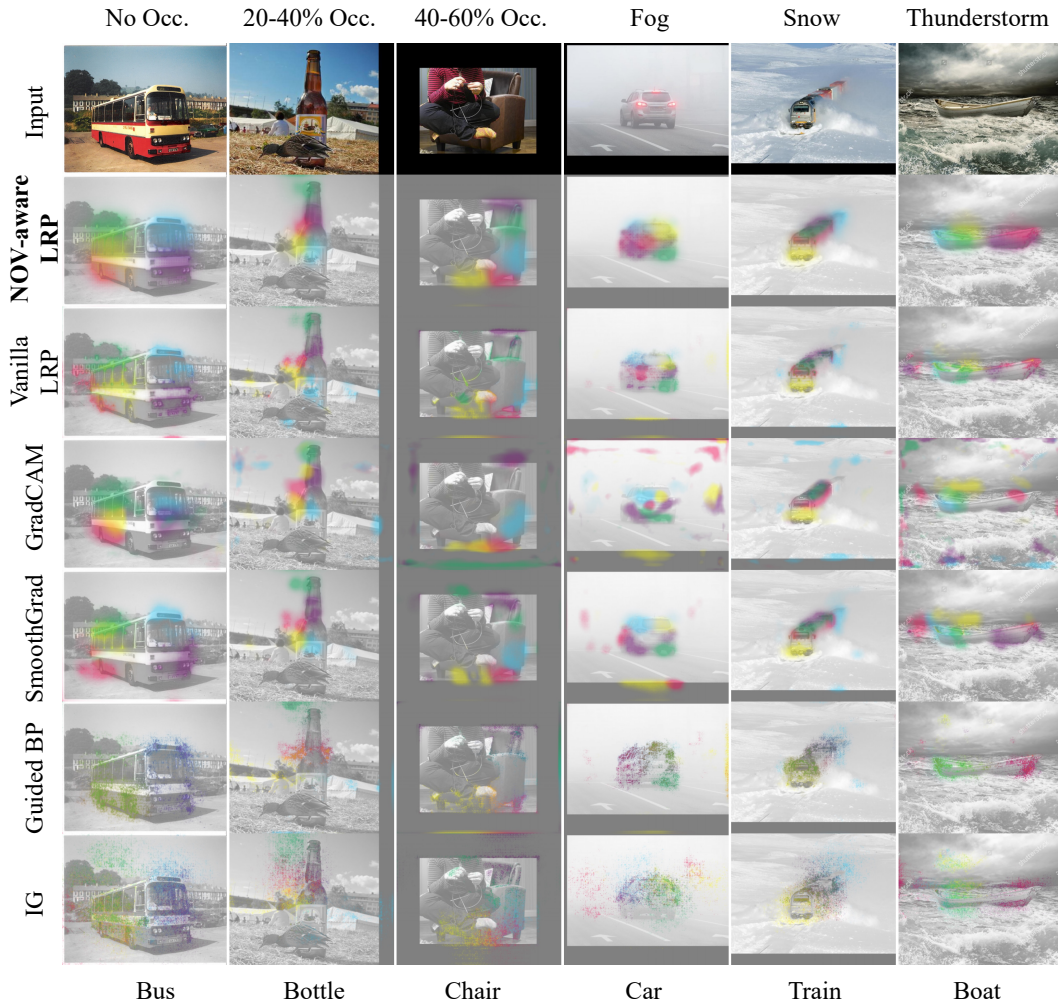 No Occ. 20-40% Occ. 40-60% Occ. Fog Snow Thunderstorm
Input
NOV-aware
LRP
Vanilla
LRP
GradCAM
SmoothGrad
Guided BP
IG
Bus Bottle Chair Car Train Boat